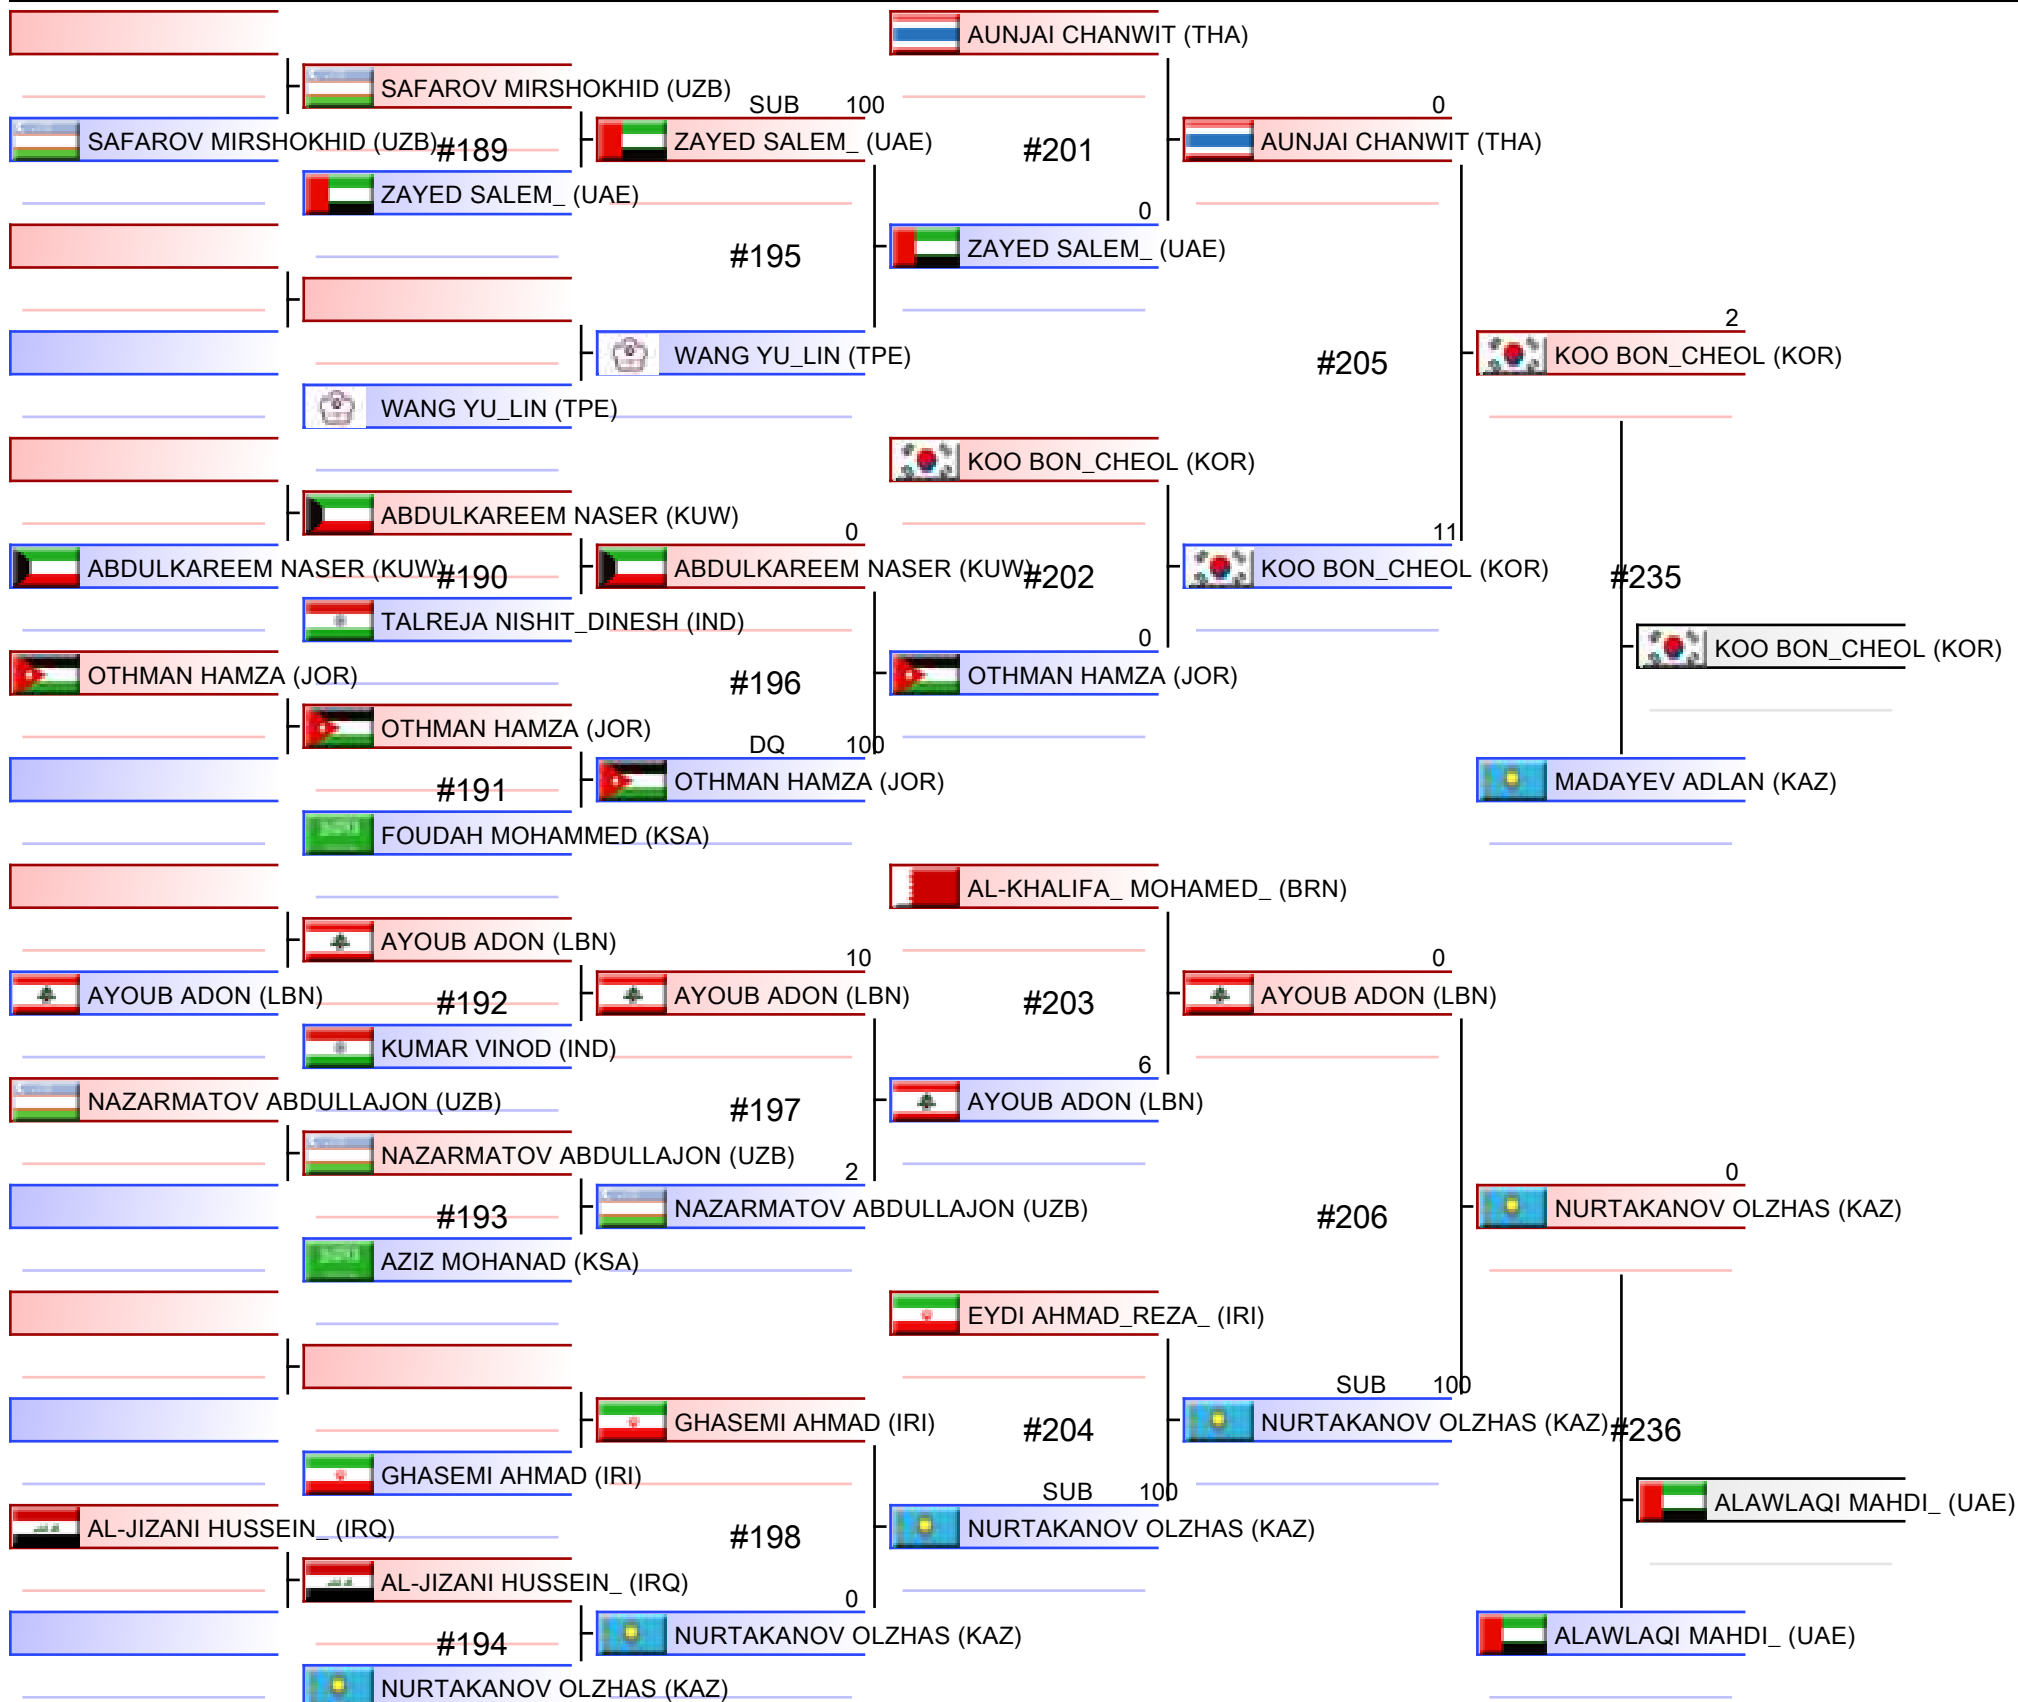 AUNJAI CHANWIT (THA)
SAFAROV MIRSHOKHID (UZB)
SUB 100
0
SAFAROV MIRSHOKHID (UZB)
#189
ZAYED SALEM_ (UAE)
#201
AUNJAI CHANWIT (THA)
ZAYED SALEM_ (UAE)
0
#195
ZAYED SALEM_ (UAE)
2
WANG YU_LIN (TPE)
#205
KOO BON_CHEOL (KOR)
WANG YU_LIN (TPE)
KOO BON_CHEOL (KOR)
ABDULKAREEM NASER (KUW)
0
11
ABDULKAREEM NASER (KUW)
#190
ABDULKAREEM NASER (KUW)
#202
KOO BON_CHEOL (KOR)
#235
TALREJA NISHIT_DINESH (IND)
0
KOO BON_CHEOL (KOR)
OTHMAN HAMZA (JOR)
#196
OTHMAN HAMZA (JOR)
OTHMAN HAMZA (JOR)
DQ 100
#191
OTHMAN HAMZA (JOR)
MADAYEV ADLAN (KAZ)
FOUDAH MOHAMMED (KSA)
AL-KHALIFA_ MOHAMED_ (BRN)
AYOUB ADON (LBN)
10
0
AYOUB ADON (LBN)
#192
AYOUB ADON (LBN)
#203
AYOUB ADON (LBN)
KUMAR VINOD (IND)
6
NAZARMATOV ABDULLAJON (UZB)
#197
AYOUB ADON (LBN)
NAZARMATOV ABDULLAJON (UZB)
2
0
#193
NAZARMATOV ABDULLAJON (UZB)
#206
NURTAKANOV OLZHAS (KAZ)
AZIZ MOHANAD (KSA)
EYDI AHMAD_REZA_ (IRI)
SUB 100
GHASEMI AHMAD (IRI)
#204
NURTAKANOV OLZHAS (KAZ)
#236
GHASEMI AHMAD (IRI)
SUB 100
ALAWLAQI MAHDI_ (UAE)
AL-JIZANI HUSSEIN_ (IRQ)
#198
NURTAKANOV OLZHAS (KAZ)
AL-JIZANI HUSSEIN_ (IRQ)
0
#194
NURTAKANOV OLZHAS (KAZ)
ALAWLAQI MAHDI_ (UAE)
NURTAKANOV OLZHAS (KAZ)